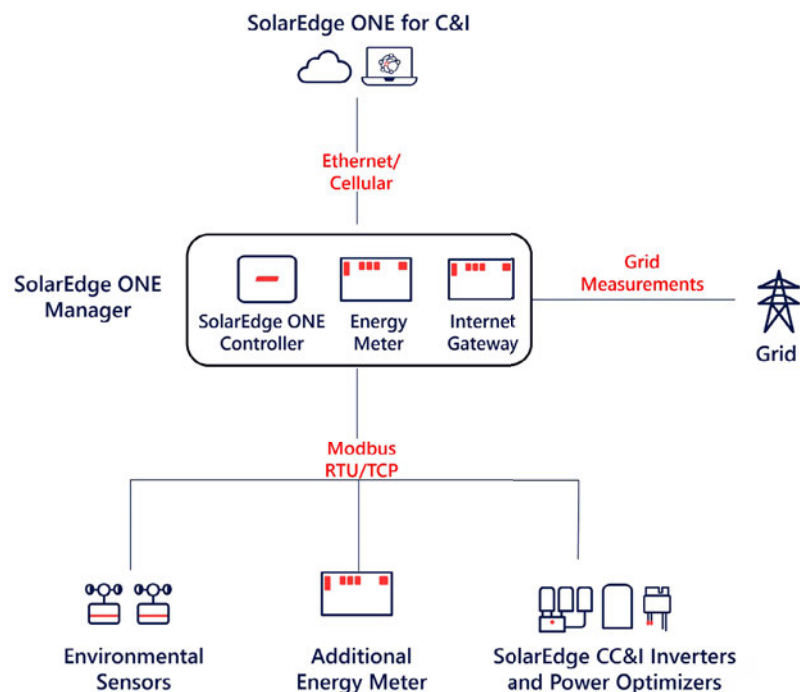 SolarEdge ONE for C&I
Ethernet/
Cellular
SolarEdge ONE
Manager
SolarEdge ONE
Controller
Energy
Meter
Internet
Gateway
Grid
Measurements
Grid
Modbus
RTU/TCP
Environmental
Sensors
Additional
Energy Meter
SolarEdge CC&I Inverters
and Power Optimizers